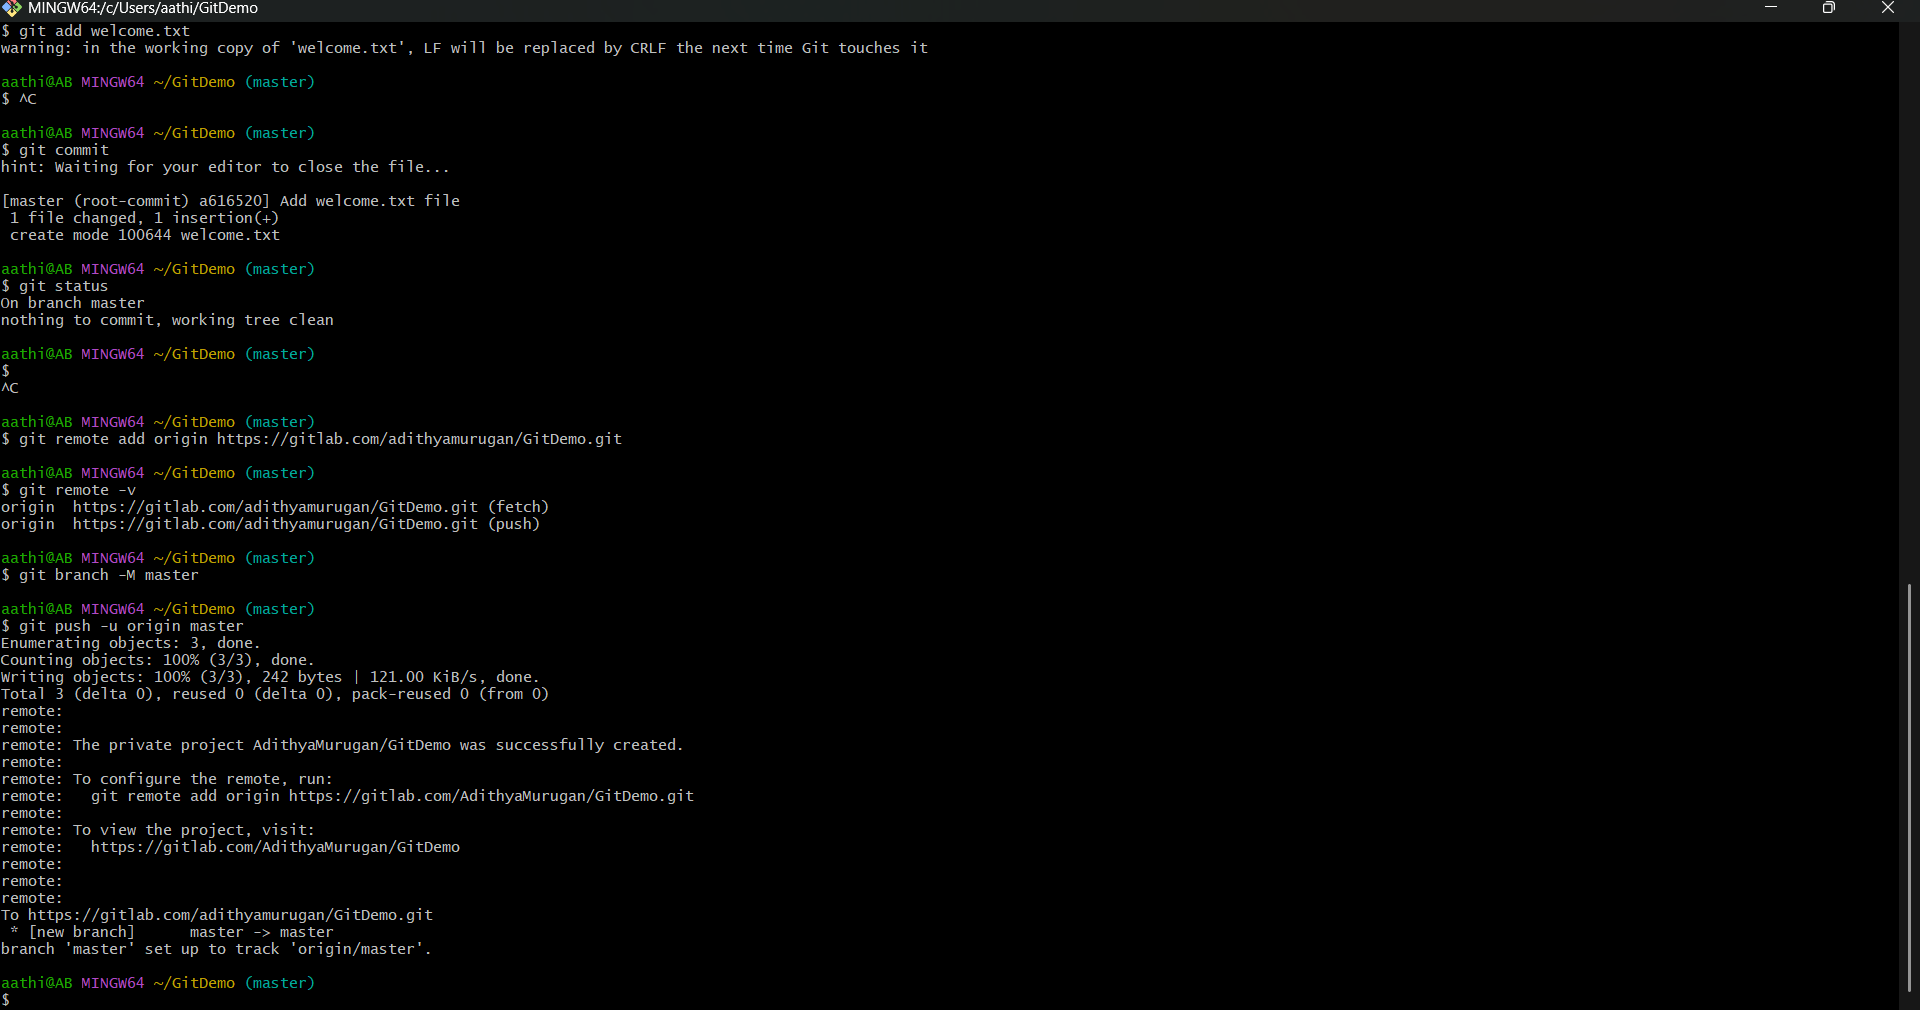 MINGW64:/c/Users/aathi/GitDemo
$ git add welcome.txt
warning: in the working copy of 'welcome.txt', LF will be replaced by CRLF the next time Git touches it
aathi@AB MINGW64 ~/GitDemo (master)
$ ^C
aathi@AB MINGW64 ~/GitDemo (master)
$ git commit
hint: Waiting for your editor to close the file...
[master (root-commit) a616520] Add welcome.txt file
 1 file changed, 1 insertion(+)
 create mode 100644 welcome.txt
aathi@AB MINGW64 ~/GitDemo (master)
$ git status
On branch master
nothing to commit, working tree clean
aathi@AB MINGW64 ~/GitDemo (master)
$
^C
aathi@AB MINGW64 ~/GitDemo (master)
$ git remote add origin https://gitlab.com/adithyamurugan/GitDemo.git
aathi@AB MINGW64 ~/GitDemo (master)
$ git remote -v
origin  https://gitlab.com/adithyamurugan/GitDemo.git (fetch)
origin  https://gitlab.com/adithyamurugan/GitDemo.git (push)
aathi@AB MINGW64 ~/GitDemo (master)
$ git branch -M master
aathi@AB MINGW64 ~/GitDemo (master)
$ git push -u origin master
Enumerating objects: 3, done.
Counting objects: 100% (3/3), done.
Writing objects: 100% (3/3), 242 bytes | 121.00 KiB/s, done.
Total 3 (delta 0), reused 0 (delta 0), pack-reused 0 (from 0)
remote:
remote:
remote: The private project AdithyaMurugan/GitDemo was successfully created.
remote:
remote: To configure the remote, run:
remote:   git remote add origin https://gitlab.com/AdithyaMurugan/GitDemo.git
remote:
remote: To view the project, visit:
remote:   https://gitlab.com/AdithyaMurugan/GitDemo
remote:
remote:
remote:
To https://gitlab.com/adithyamurugan/GitDemo.git
 * [new branch]      master -> master
branch 'master' set up to track 'origin/master'.
aathi@AB MINGW64 ~/GitDemo (master)
$